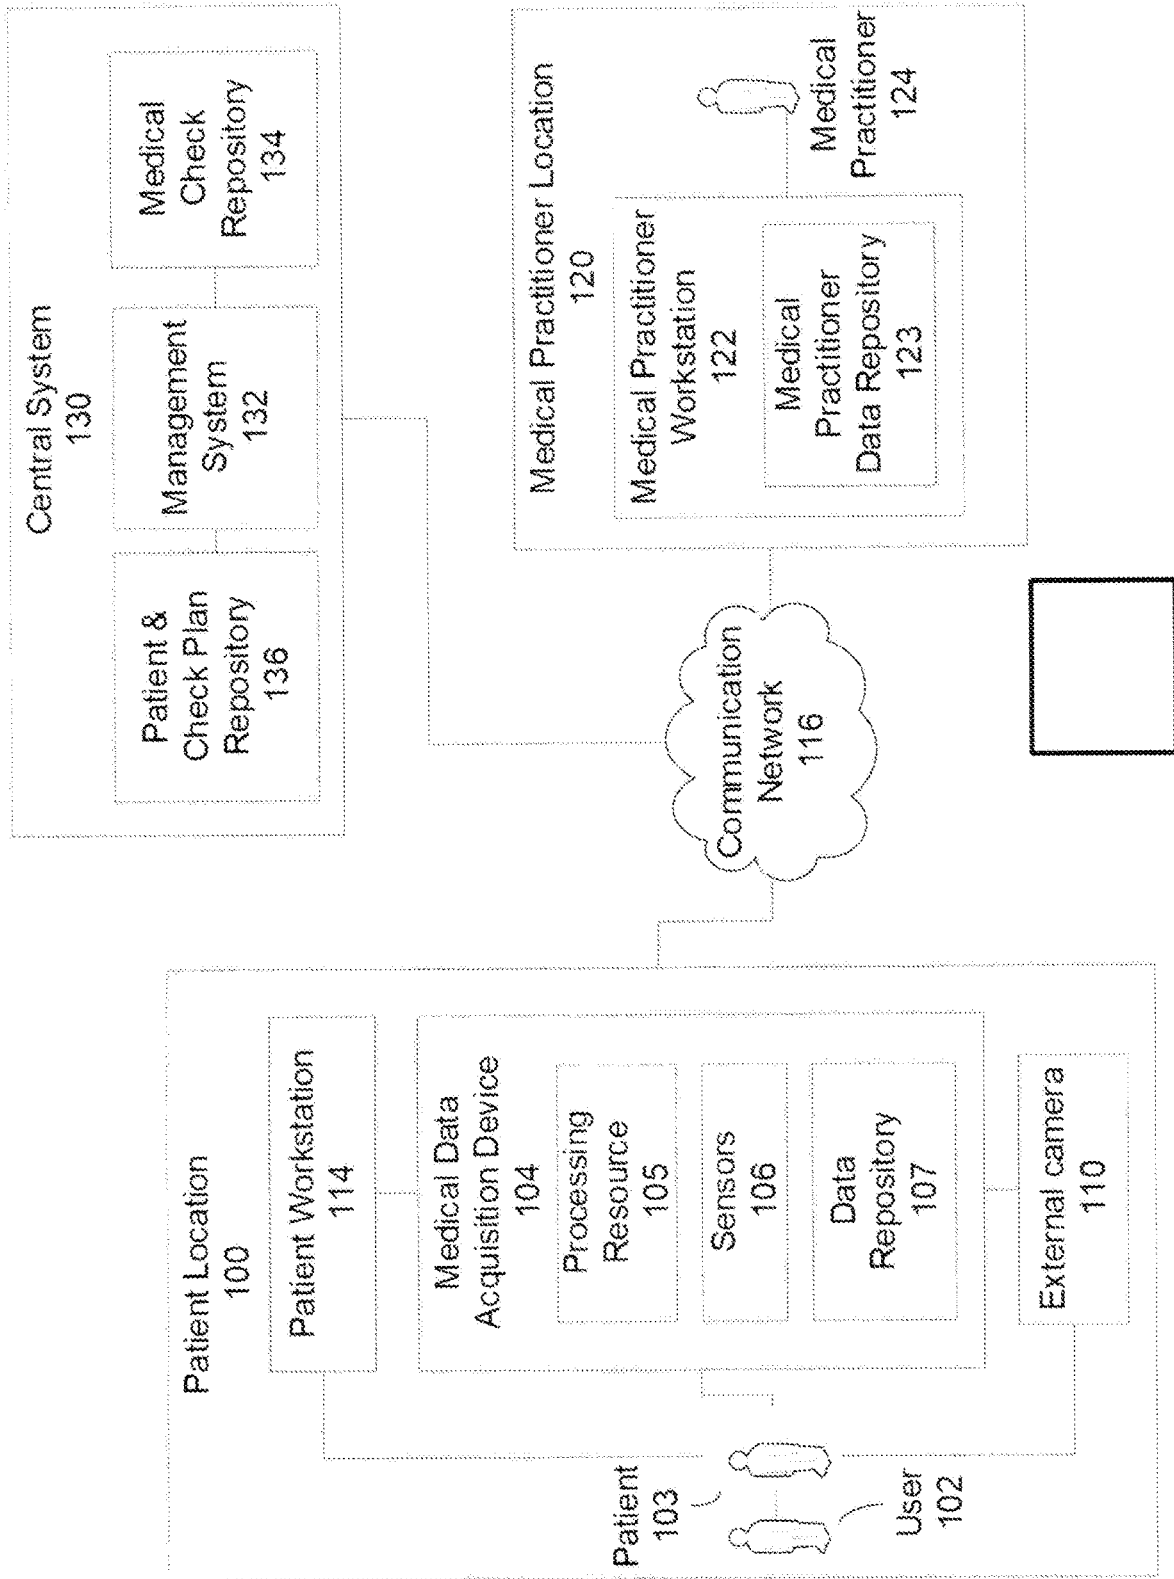 Central System
130
Patient &
Check Plan
Repository
136
Management
System
132
Medical
Check
Repository
134
Patient Location
100
Patient Workstation
114
Medical Data
Acquisition Device
104
Processing
Resource
105
Sensors
106
Data
Repository
107
External camera
110
Patient
103
User
102
Communication
Network
116
Medical Practitioner Location
120
Medical Practitioner
Workstation
122
Medical
Practitioner
Data Repository
123
Medical
Practitioner
124